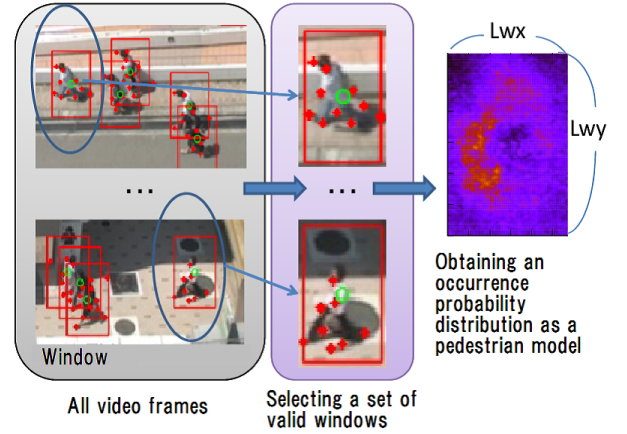 Lwx
Lwy
...
...
Window
All video frames
Selecting a set of
valid windows
Obtaining an
occurrence
probability
distribution as a
pedestrian model